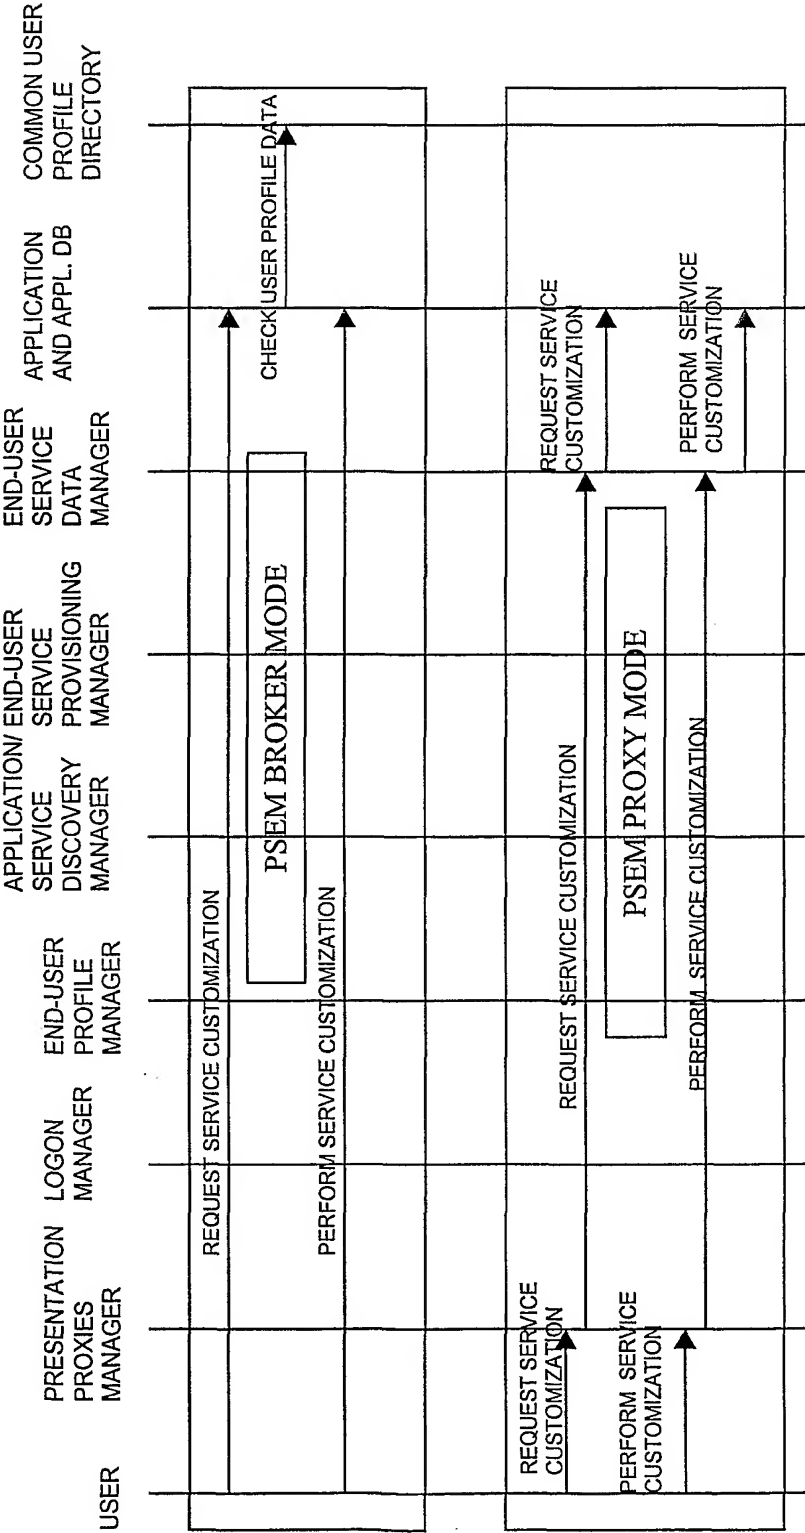 USER
PRESENTATION
PROXIES
MANAGER
LOGON
MANAGER
END-USER
PROFILE
MANAGER
APPLICATION/
SERVICE
DISCOVERY
MANAGER
END-USER
SERVICE
PROVISIONING
MANAGER
END-USER
SERVICE
DATA
MANAGER
APPLICATION
AND APPL. DB
COMMON USER
PROFILE
DIRECTORY
REQUEST SERVICE CUSTOMIZATION
PSEM BROKER MODE
CHECK USER PROFILE DATA
PERFORM SERVICE CUSTOMIZATION
REQUEST SERVICE
CUSTOMIZATION
REQUEST SERVICE CUSTOMIZATION
REQUEST SERVICE
CUSTOMIZATION
PSEM PROXY MODE
PERFORM SERVICE
CUSTOMIZATION
PERFORM SERVICE CUSTOMIZATION
PERFORM SERVICE
CUSTOMIZATION